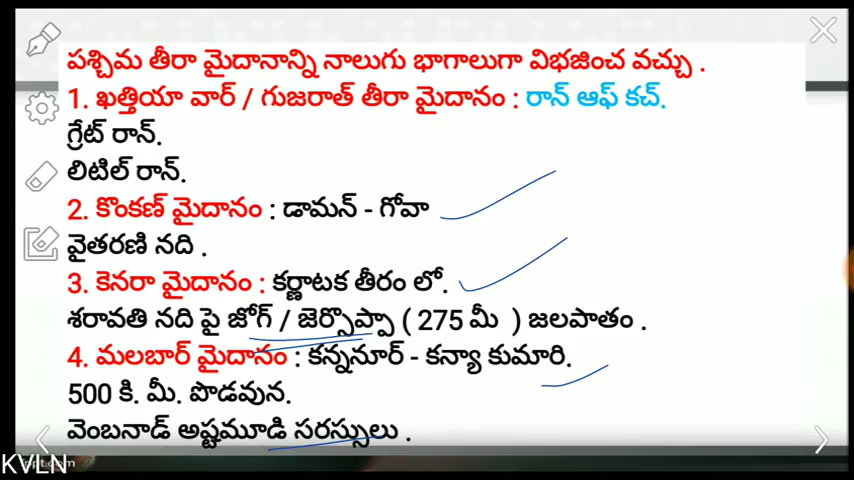 పశ్చిమ తీరా మైదానాన్ని నాలుగు భాగాలుగా విభజించ వచ్చు .
1. ఖత్తియా వార్ / గుజరాత్ తీరా మైదానం : రాన్ ఆఫ్ కచ్.
గ్రేట్ రాన్.
లిటిల్ రాన్.
2. కొంకణ్ మైదానం : డామన్ - గోవా
వైతరణి నది .
3. కెనరా మైదానం : కర్ణాటక తీరం లో.
శరావతి నది పై జోగ్ / జెర్సొప్పా ( 275 మీ ) జలపాతం .
4. మలబార్ మైదానం : కన్ననూర్ - కన్యా కుమారి.
500 కి. మీ. పొడవున.
వెంబనాడ్ అష్టమూడి సరస్సులు .
KVLN